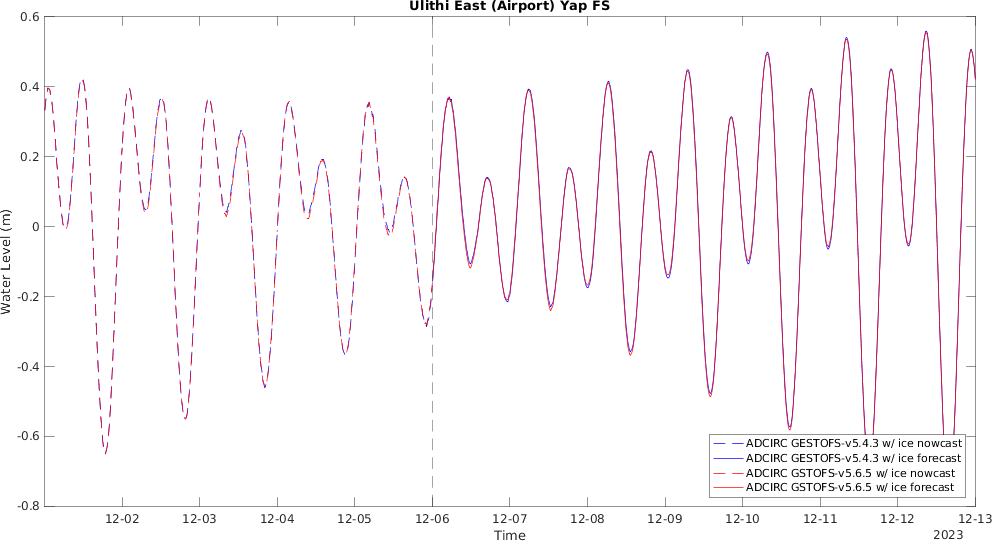 Ulithi East (Airport) Yap FS
Water Level (m)
0.6
0.4
0.2
0
-0.2
-0.4
-0.6
-0.8
ADCIRC GESTOFS-v5.4.3 w/ ice nowcast
ADCIRC GESTOFS-v5.4.3 w/ ice forecast
ADCIRC GSTOFS-v5.6.5 w/ ice nowcast
ADCIRC GSTOFS-v5.6.5 w/ ice forecast
12-02 12-03 12-04 12-05 12-06 12-07 12-08 12-09 12-10 12-11 12-12 12-13
Time
2023